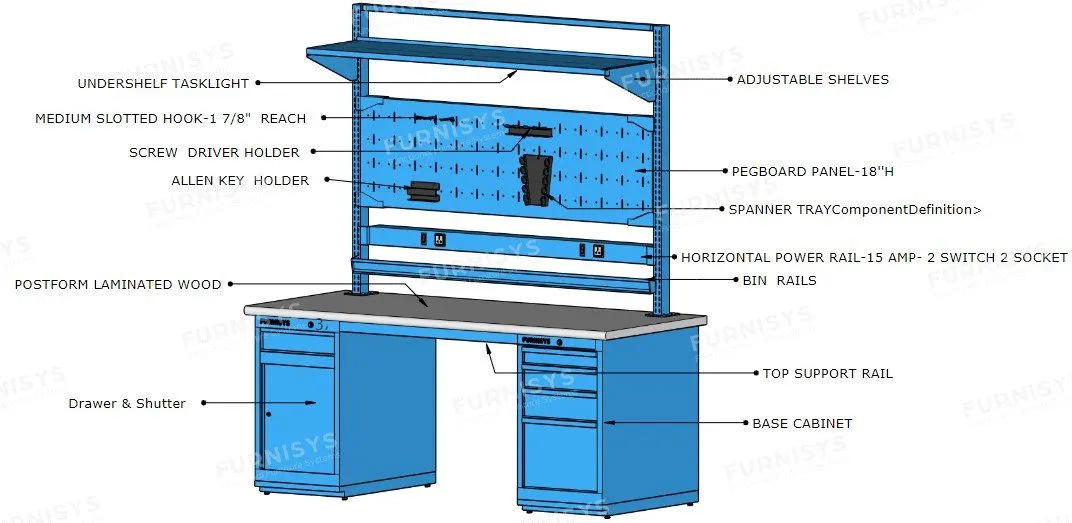 UNDERSHELF TASKLIGHT
ADJUSTABLE SHELVES
MEDIUM SLOTTED HOOK-1 7/8" REACH
SCREW DRIVER HOLDER
ALLEN KEY HOLDER
PEGBOARD PANEL-18"H
SPANNER TRAYComponentDefinition>
HORIZONTAL POWER RAIL-15 AMP- 2 SWITCH 2 SOCKET
BIN RAILS
POSTFORM LAMINATED WOOD
FURNISYS
FURNISYS
TOP SUPPORT RAIL
Drawer & Shutter
BASE CABINET
FURNISYS